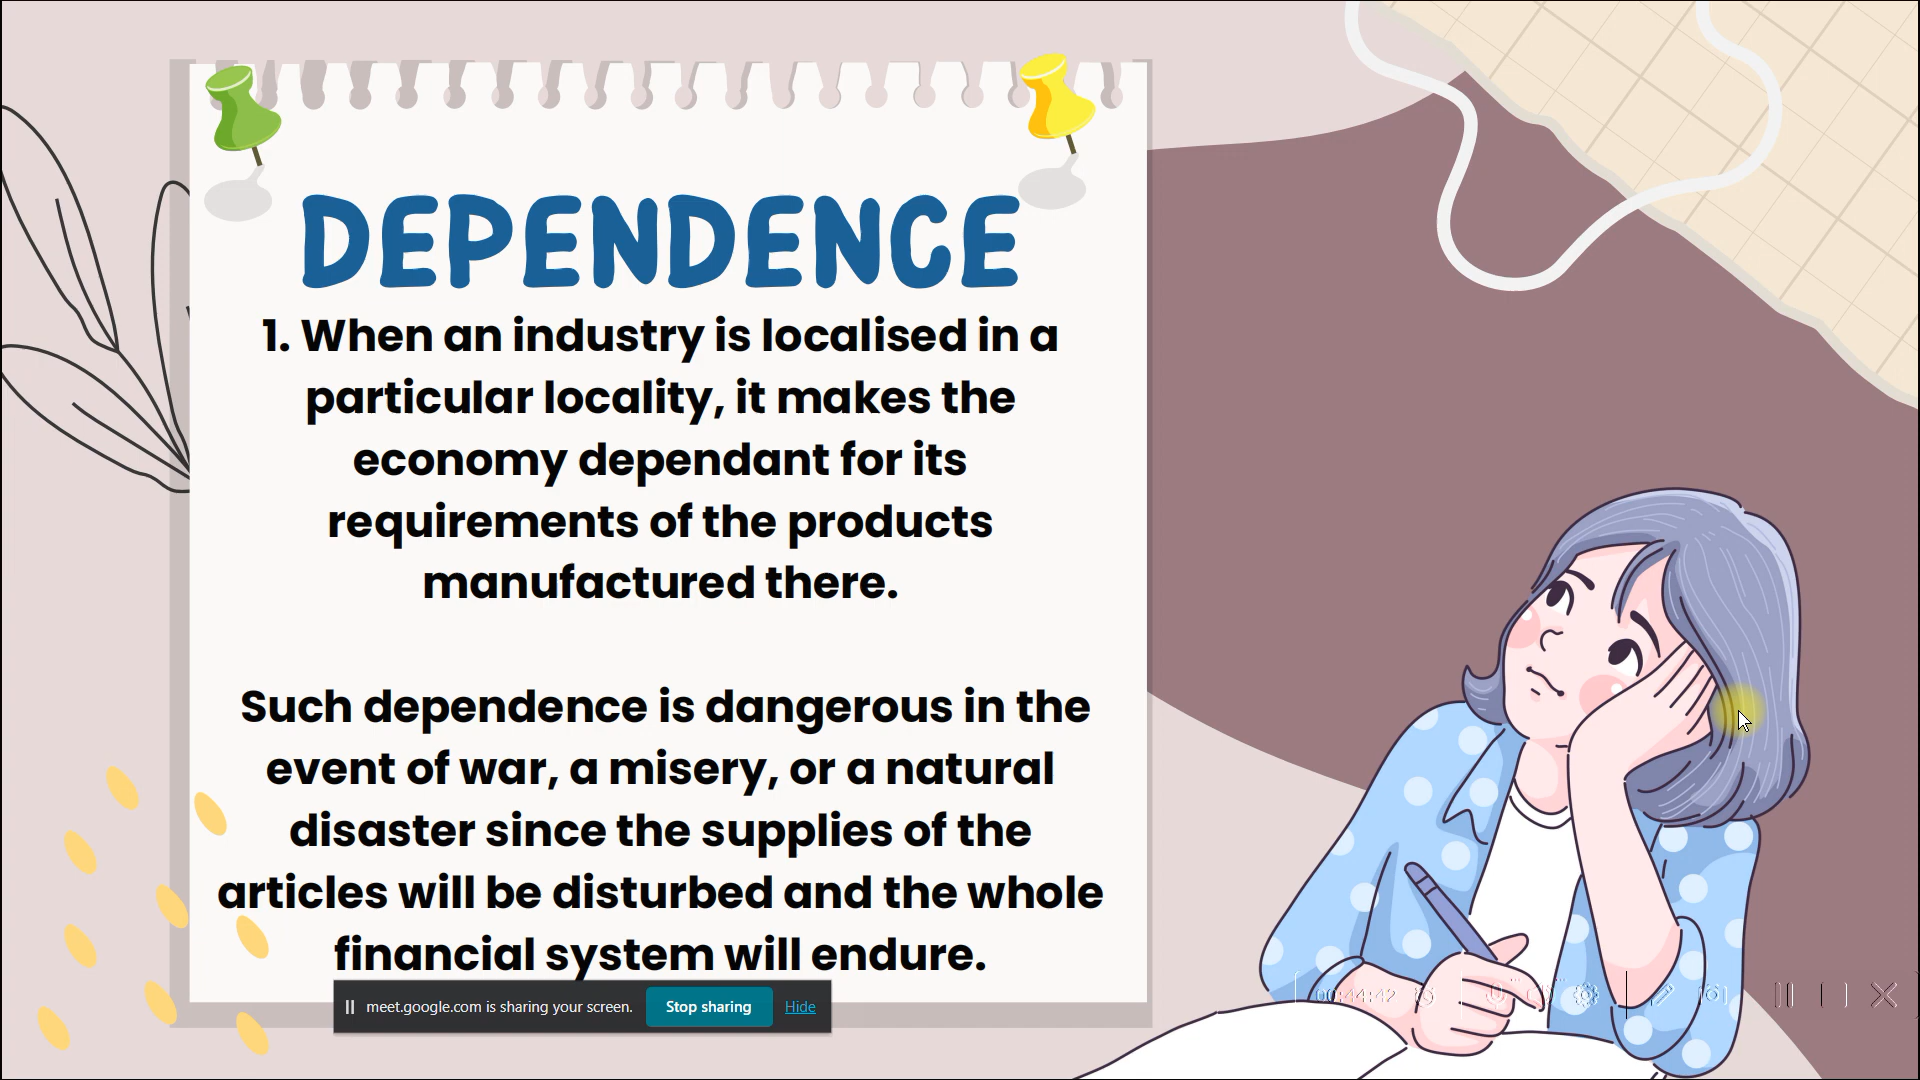 DEPENDENCE
1. When an industry is localised in a
particular locality, it makes the
economy dependant for its
requirements of the products
manufactured there.
Such dependence is dangerous in the
event of war, a misery, or a natural
disaster since the supplies of the
articles will be disturbed and the whole
financial system will endure.
meet.google.com is sharing your screen. Stop sharing Hide
00:44:42